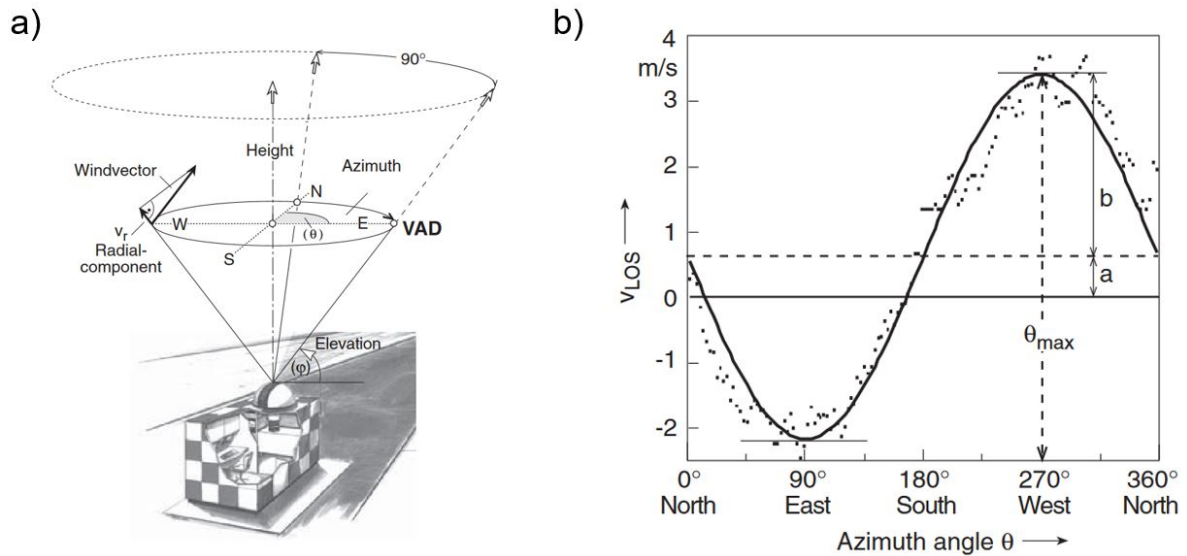 a)
90°
Height
Windvector
Azimuth
N
W
(θ)
E
VAD
v_r
Radial-
component
S
Elevation
(φ)
b)
4
m/s
3
2
1
0
-1
-2
v_LOS
b
a
θ_max
0°
90°
180°
270°
360°
North
East
South
West
North
Azimuth angle θ